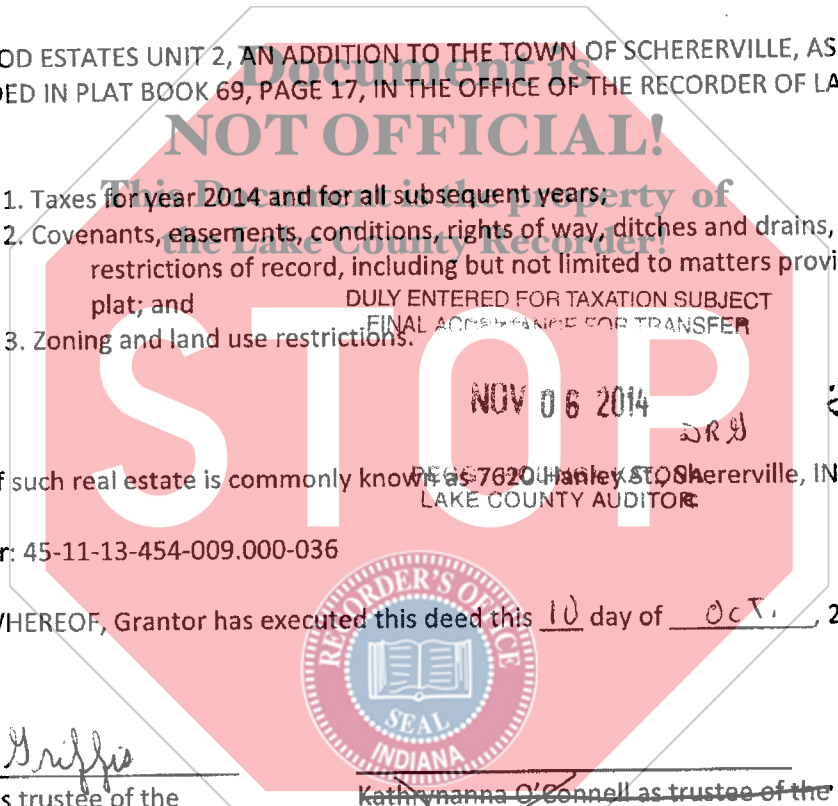 OD ESTATES UNIT 2, AN ADDITION TO THE TOWN OF SCHERERVILLE, AS
DED IN PLAT BOOK 69, PAGE 17, IN THE OFFICE OF THE RECORDER OF LA
Document is
NOT OFFICIAL!
This Document is the property of
the Lake County Recorder!
1. Taxes for year 2014 and for all subsequent years;
2. Covenants, easements, conditions, rights of way, ditches and drains,
restrictions of record, including but not limited to matters provi
plat; and
3. Zoning and land use restrictions.
DULY ENTERED FOR TAXATION SUBJECT
FINAL ACCEPTANCE FOR TRANSFER
STOP
NOV 06 2014
DRG
f such real estate is commonly known as 7620 Hanley St., Shererville, IN
LAKE COUNTY AUDITOR
r: 45-11-13-454-009.000-036
WHEREOF, Grantor has executed this deed this 10 day of Oct., 2
RECORDER'S OFFICE
SEAL
INDIANA
Griffis
s trustee of the
Kathrynanna O'Connell as trustee of the